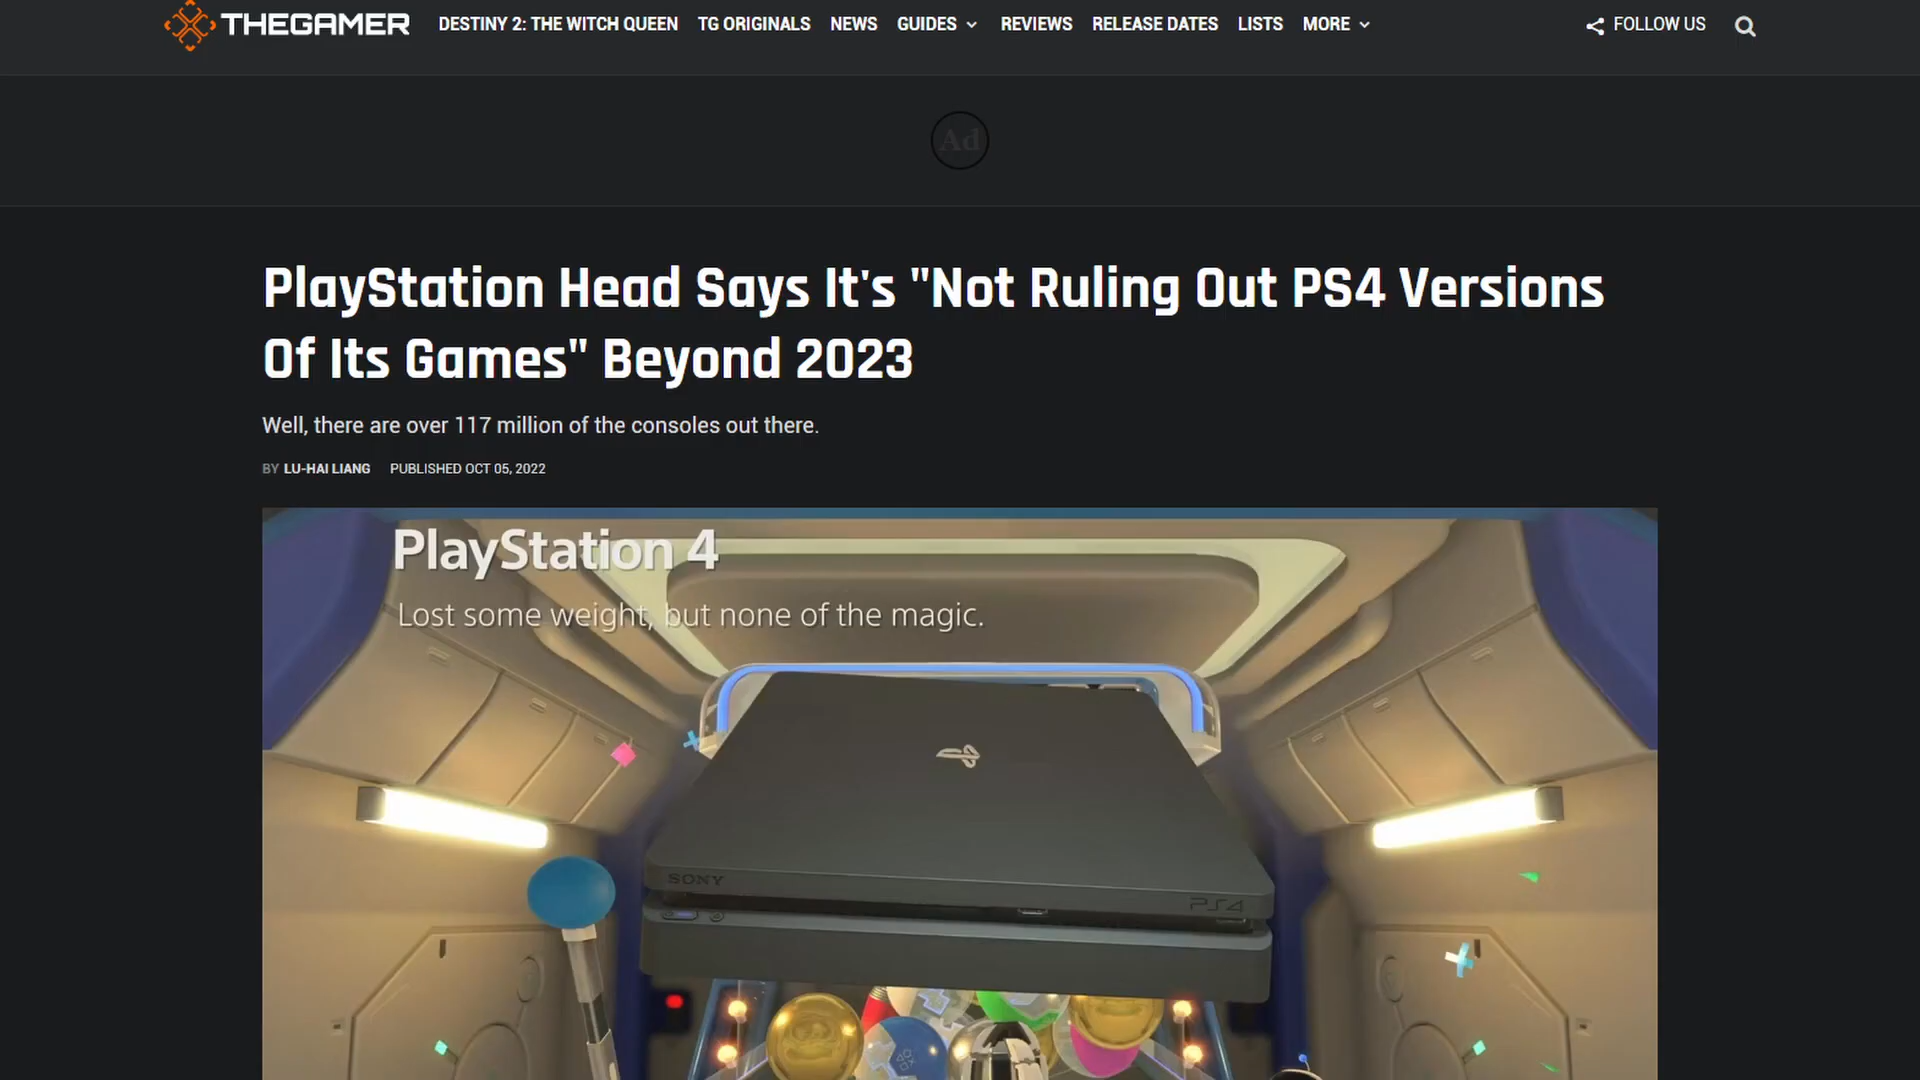 THEGAMER
DESTINY 2: THE WITCH QUEEN TG ORIGINALS NEWS GUIDES REVIEWS RELEASE DATES LISTS MORE FOLLOW US
Ad
PlayStation Head Says It's "Not Ruling Out PS4 Versions
Of Its Games" Beyond 2023
Well, there are over 117 million of the consoles out there.
BY LU-HAI LIANG PUBLISHED OCT 05, 2022
PlayStation 4
Lost some weight, but none of the magic.
SONY
PS4